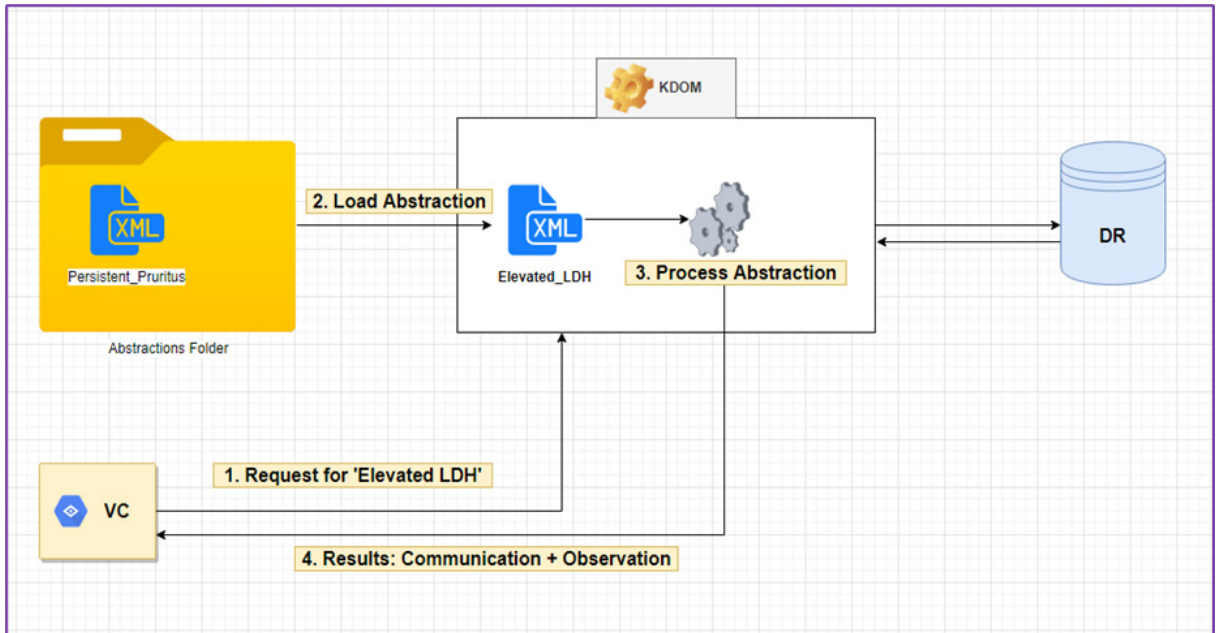 KDOM
XML
Persistent_Pruritus
Abstractions Folder
2. Load Abstraction
XML
Elevated_LDH
3. Process Abstraction
DR
1. Request for 'Elevated LDH'
VC
4. Results: Communication + Observation